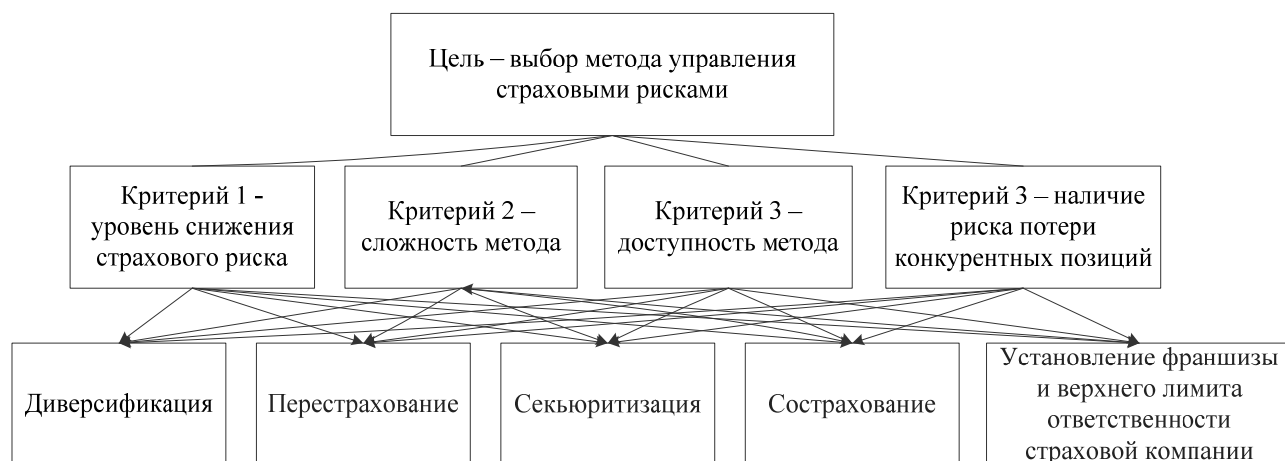 Цель – выбор метода управления
страховыми рисками
Критерий 1 -
уровень снижения
страхового риска
Критерий 2 –
сложность метода
Критерий 3 –
доступность метода
Критерий 3 – наличие
риска потери
конкурентных позиций
Диверсификация
Перестрахование
Секьюритизация
Сострахование
Установление франшизы
и верхнего лимита
ответственности
страховой компании